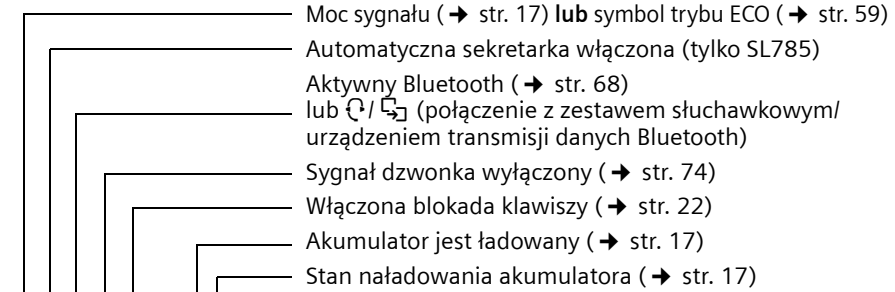 Moc sygnału (➔ str. 17) lub symbol trybu ECO (➔ str. 59)
Automatyczna sekretarka włączona (tylko SL785)
Aktywny Bluetooth (➔ str. 68)
lub / (połączenie z zestawem słuchawkowym/
urządzeniem transmisji danych Bluetooth)
Sygnał dzwonka wyłączony (➔ str. 74)
Włączona blokada klawiszy (➔ str. 22)
Akumulator jest ładowany (➔ str. 17)
Stan naładowania akumulatora (➔ str. 17)